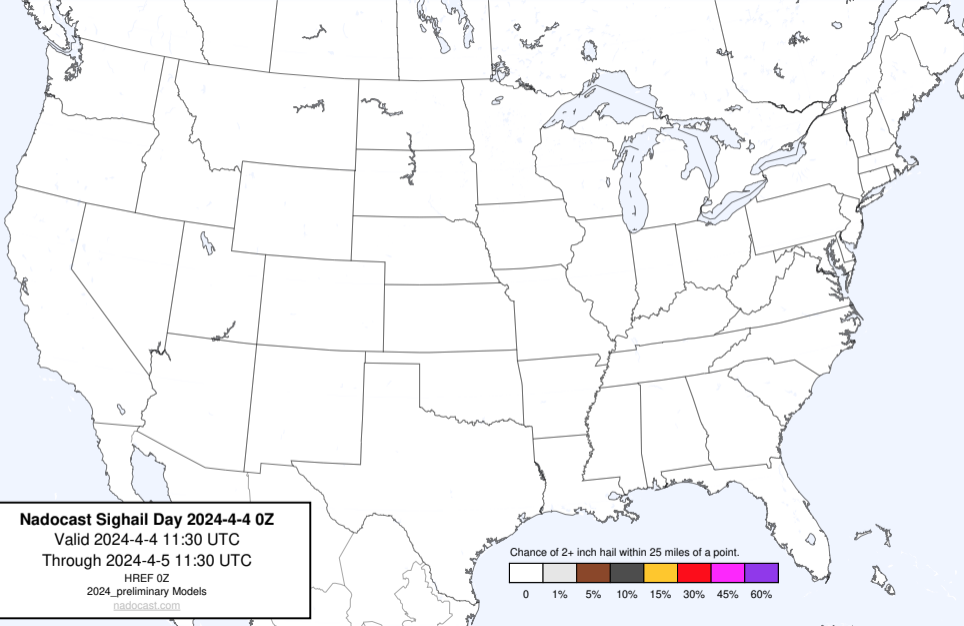 Nadocast Sighail Day 2024-4-4 0Z
Valid 2024-4-4 11:30 UTC
Through 2024-4-5 11:30 UTC
HREF 0Z
2024_preliminary Models
nadocast.com
Chance of 2+ inch hail within 25 miles of a point.
0 1% 5% 10% 15% 30% 45% 60%